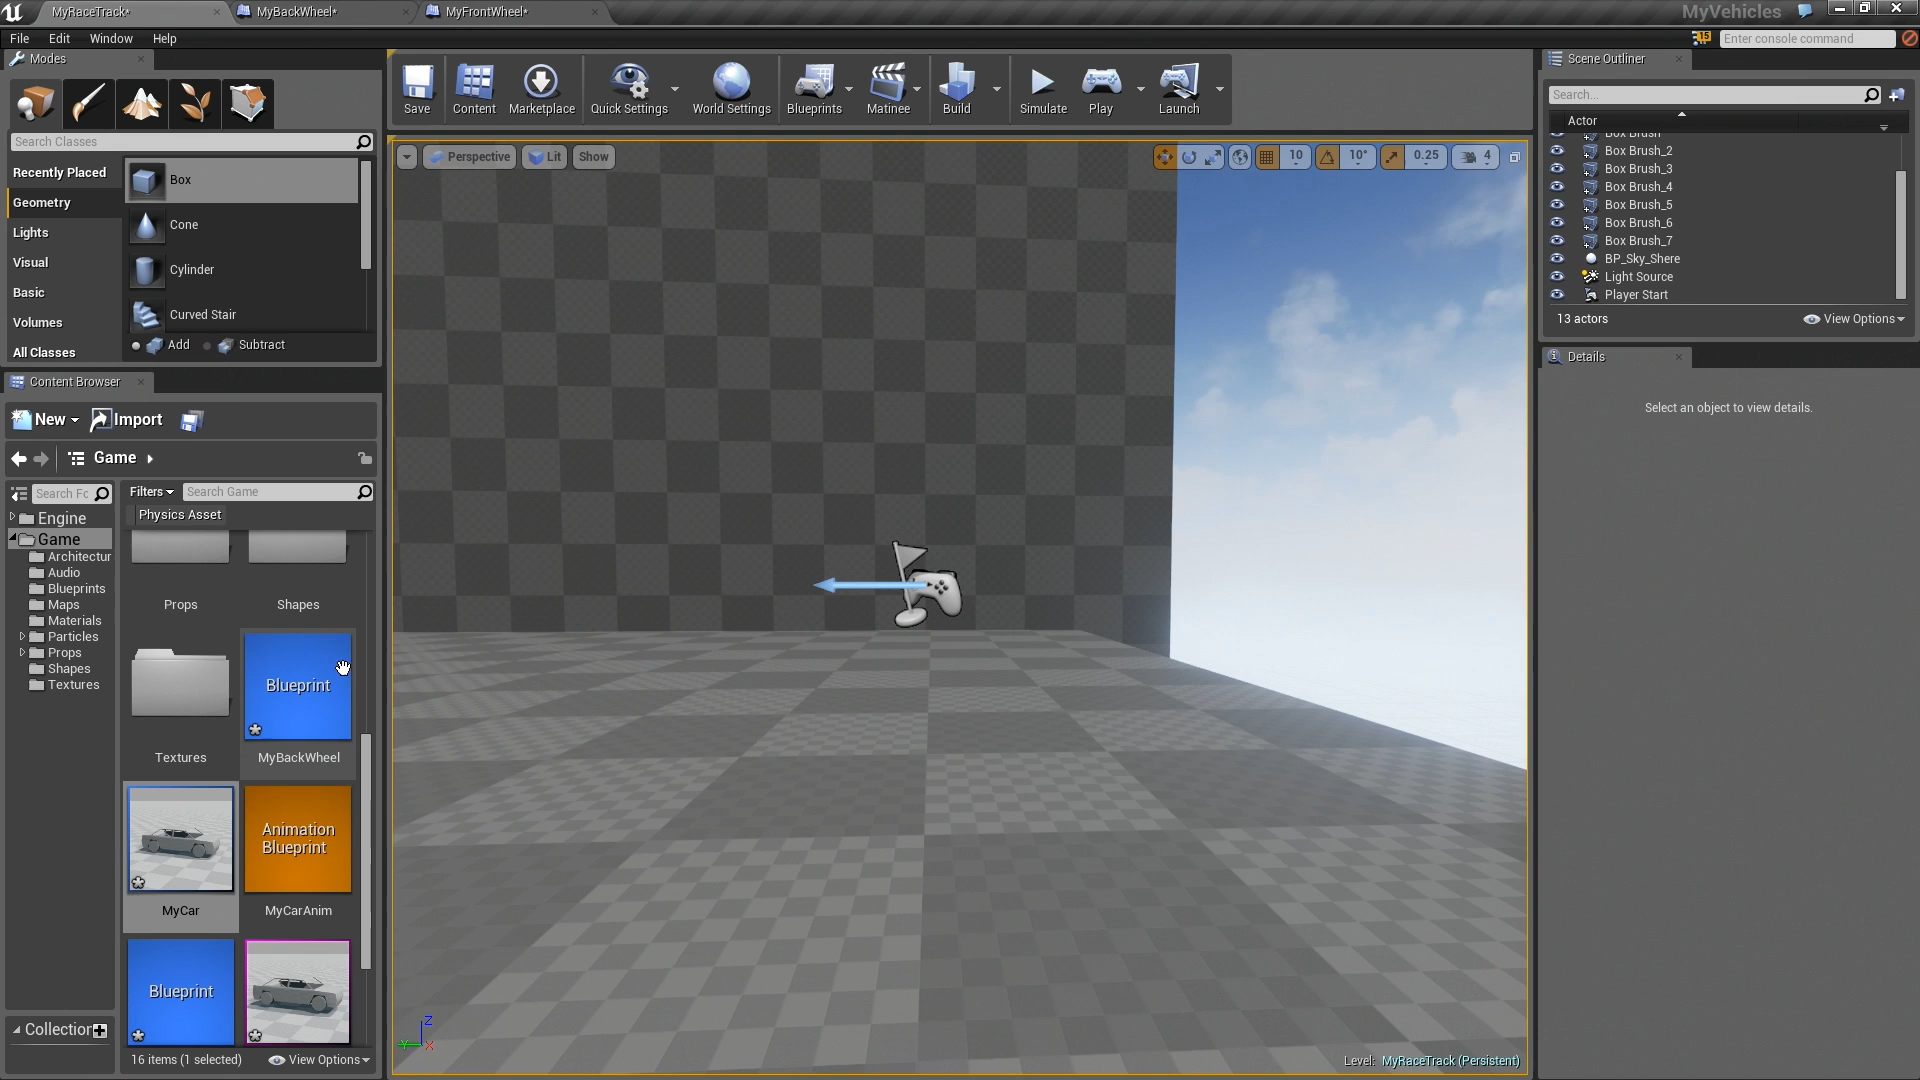 MyRaceTrack*
MyBackWheel*
MyFrontWheel*
MyVehicles
File
Edit
Window
Help
15
Enter console command
Modes
Search Classes
Recently Placed
Geometry
Lights
Visual
Basic
Volumes
All Classes
Box
Cone
Cylinder
Curved Stair
Add
Subtract
Save
Content
Marketplace
Quick Settings
World Settings
Blueprints
Matinee
Build
Simulate
Play
Launch
Perspective
Lit
Show
10
10°
0.25
4
Scene Outliner
Search...
Actor
Box Brush
Box Brush_2
Box Brush_3
Box Brush_4
Box Brush_5
Box Brush_6
Box Brush_7
BP_Sky_Shere
Light Source
Player Start
13 actors
View Options
Details
Select an object to view details.
Content Browser
New
Import
Game
Search Fc
Engine
Game
Architectur
Audio
Blueprints
Maps
Materials
Particles
Props
Shapes
Textures
Collection
Filters
Search Game
Physics Asset
Props
Shapes
Textures
Blueprint
MyBackWheel
MyCar
Animation
Blueprint
MyCarAnim
Blueprint
16 items (1 selected)
View Options
Z
Y
X
Level: MyRaceTrack (Persistent)